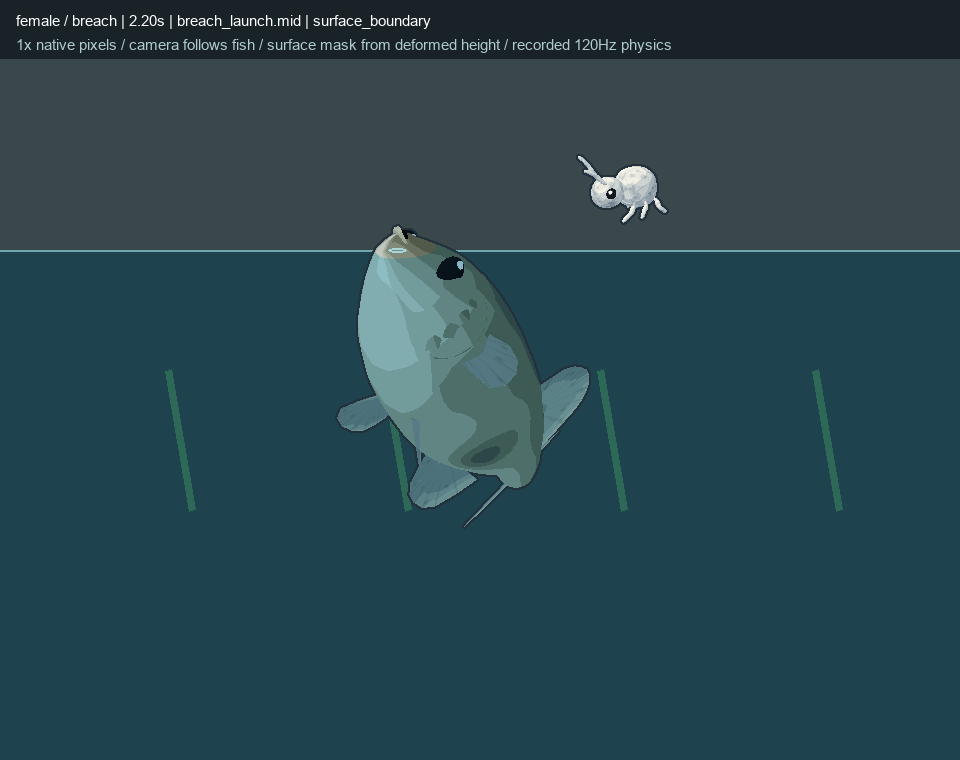 female / breach | 2.20s | breach_launch.mid | surface_boundary
1x native pixels / camera follows fish / surface mask from deformed height / recorded 120Hz physics